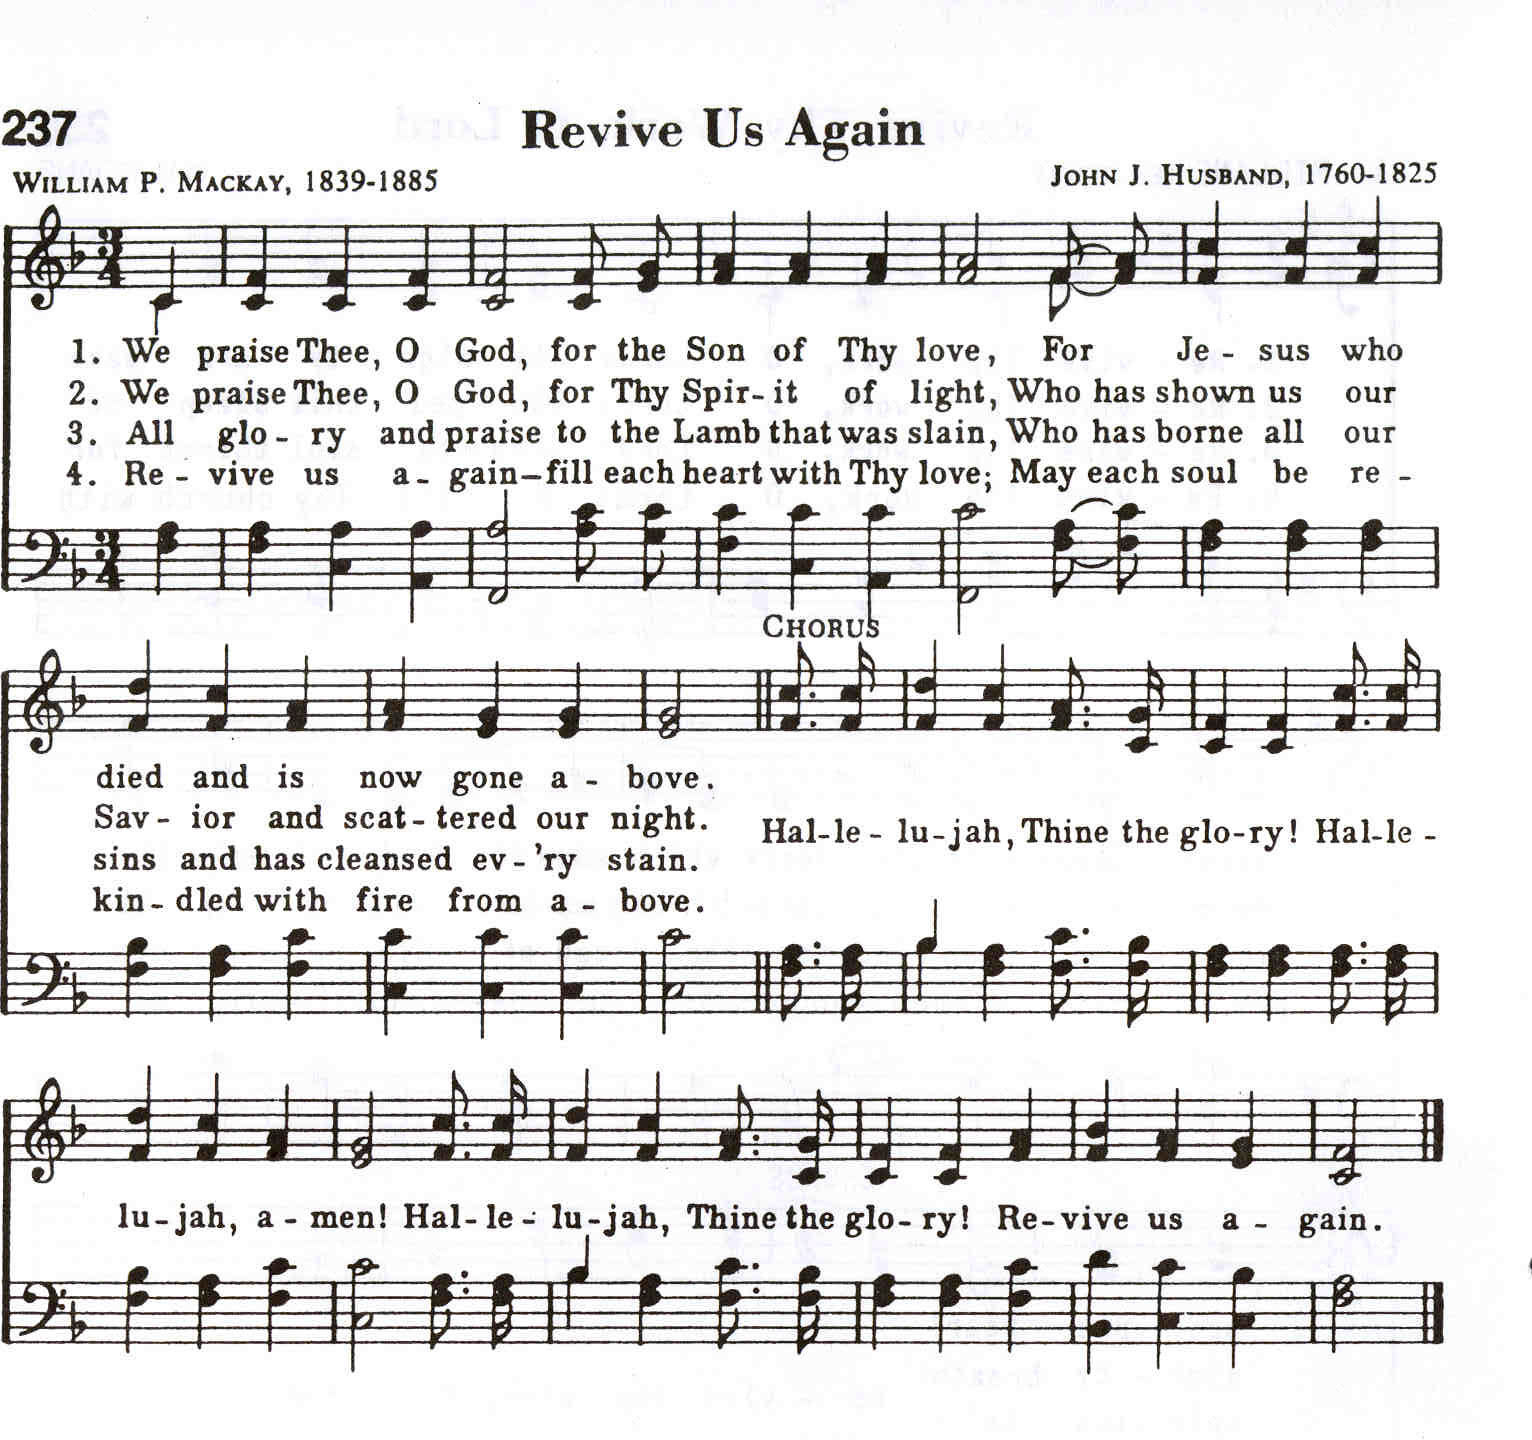 237
Revive Us Again
WILLIAM P. MACKAY, 1839-1885
JOHN J. HUSBAND, 1760-1825
3
4
1. We praise Thee, O God, for the Son of Thy love, For Je - sus who
2. We praise Thee, O God, for Thy Spir- it of light, Who has shown us our
3. All glo - ry and praise to the Lamb that was slain, Who has borne all our
4. Re - vive us a - gain—fill each heart with Thy love; May each soul be re -
3
4
CHORUS
died and is now gone a - bove.
Sav - ior and scat - tered our night.
sins and has cleansed ev - 'ry stain.
kin - dled with fire from a - bove.
Hal-le - lu-jah, Thine the glo-ry! Hal-le -
lu-jah, a - men! Hal-le - lu-jah, Thine the glo-ry! Re-vive us a - gain.